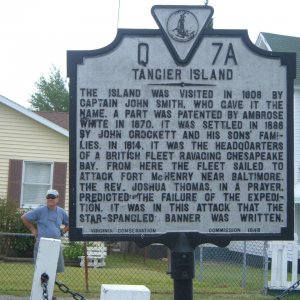 Q 7A
TANGIER ISLAND
THE ISLAND WAS VISITED IN 1608 BY
CAPTAIN JOHN SMITH, WHO GAVE IT THE
NAME. A PART WAS PATENTED BY AMBROSE
WHITE IN 1670. IT WAS SETTLED IN 1686
BY JOHN CROCKETT AND HIS SONS' FAMI-
LIES. IN 1814, IT WAS THE HEADQUARTERS
OF A BRITISH FLEET RAVAGING CHESAPEAKE
BAY. FROM HERE THE FLEET SAILED TO
ATTACK FORT McHENRY NEAR BALTIMORE.
THE REV. JOSHUA THOMAS, IN A PRAYER,
PREDICTED THE FAILURE OF THE EXPEDI-
TION. IT WAS IN THIS ATTACK THAT THE
STAR-SPANGLED BANNER WAS WRITTEN.
VIRGINIA CONSERVATION COMMISSION 1948